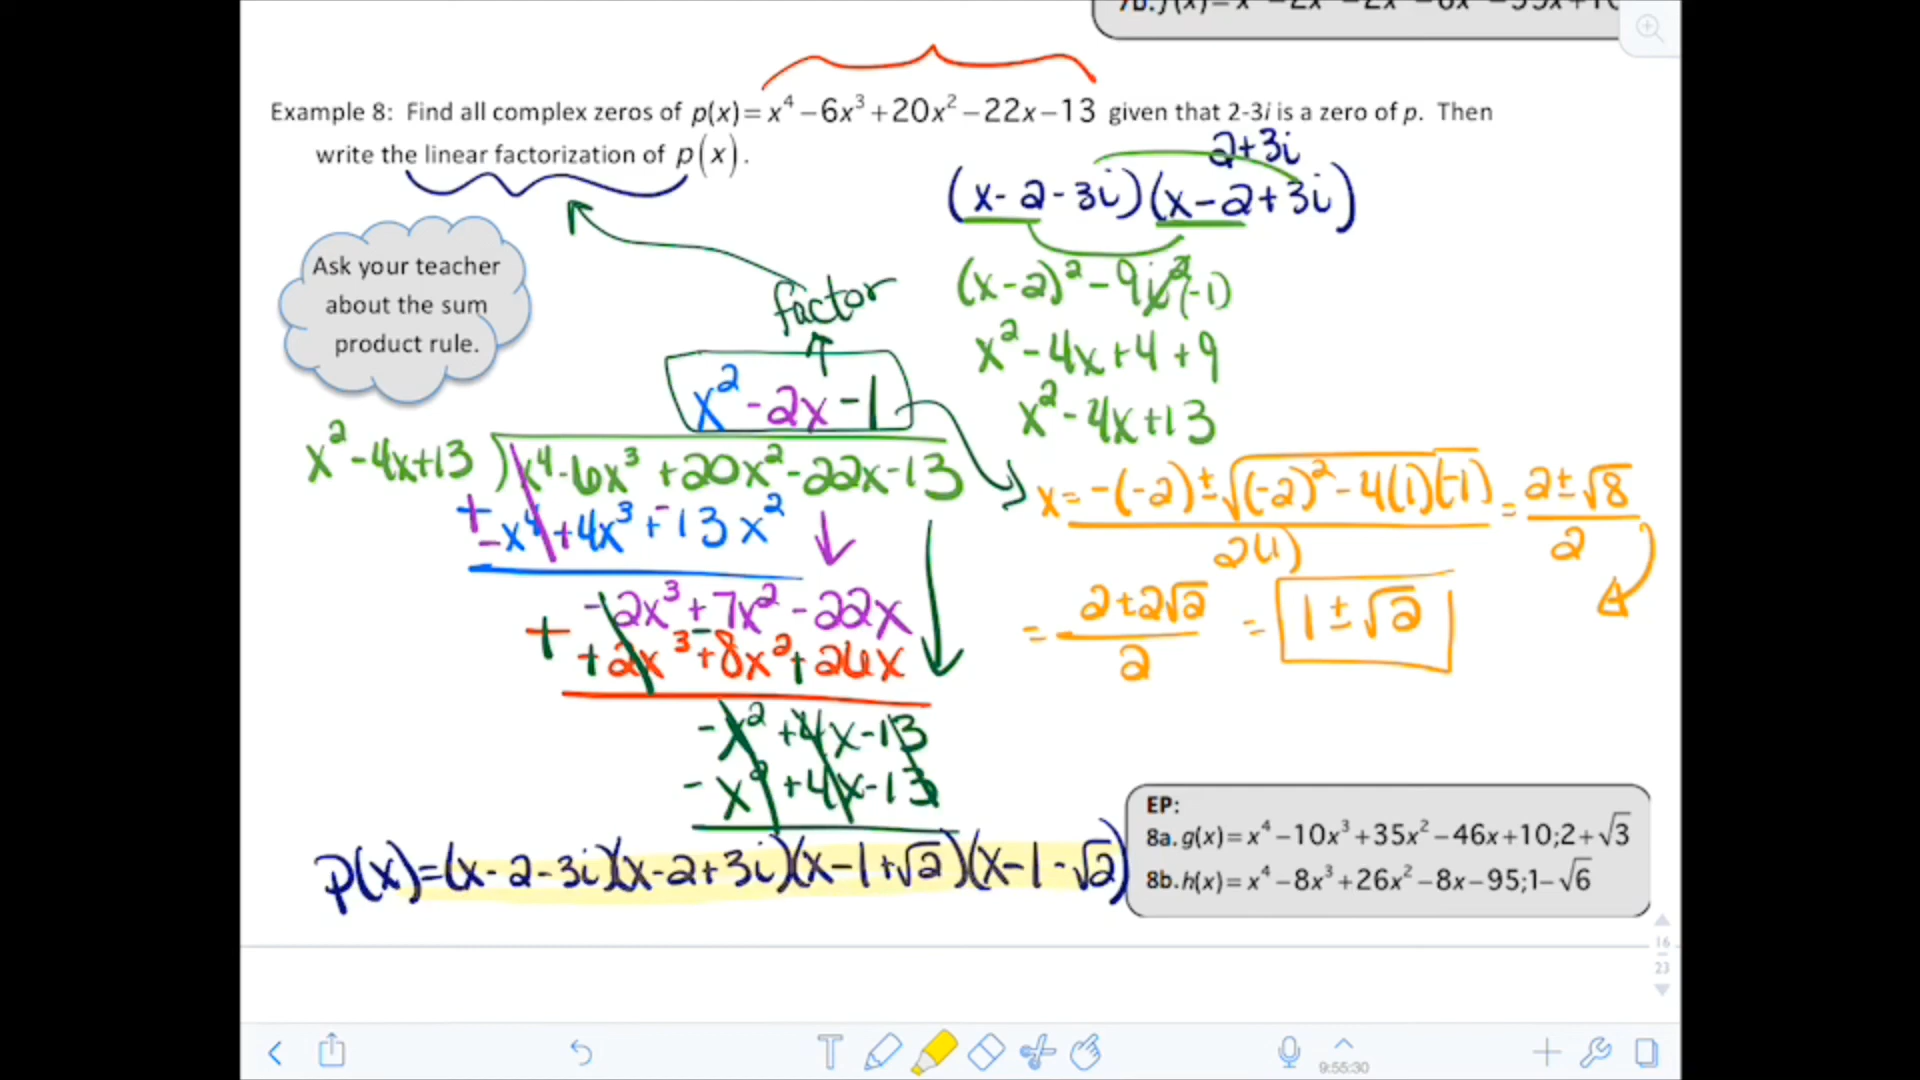 Example 8: Find all complex zeros of p(x)=x⁴−6x³+20x²−22x−13 given that 2-3i is a zero of p. Then
write the linear factorization of p(x).
2+3i
(x-2-3i)(x-2+3i)
(x-2)²-9i²(-1)
x²-4x+4+9
x²-4x+13
Ask your teacher
about the sum
product rule.
factor
x²-2x-1
x²-4x+13 )x⁴-6x³+20x²-22x-13
+ -x⁴+4x³+-13x²
-2x³+7x²-22x
+ +2x³+-8x²+26x
-x²+4x-13
-x²+4x-13
x = -(-2)±√(-2)²-4(1)(-1) / 2(1) = 2±√8 / 2
= 2±2√2 / 2 = 1±√2
p(x)=(x-2-3i)(x-2+3i)(x-1+√2)(x-1-√2)
EP:
8a. g(x)=x⁴−10x³+35x²−46x+10;2+√3
8b. h(x)=x⁴−8x³+26x²−8x−95;1−√6
16
23
T
9:55:30